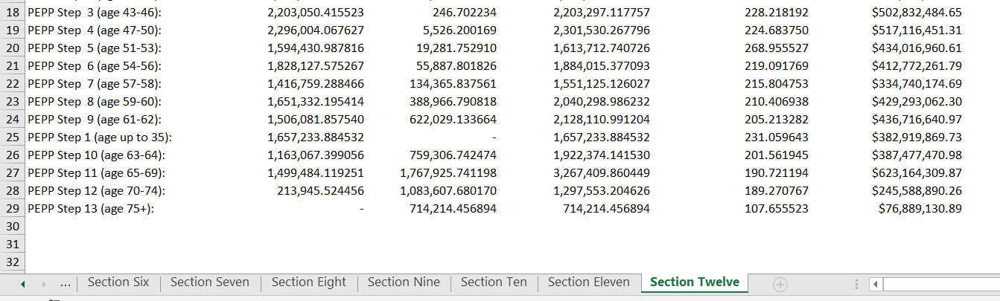 18 PEPP Step  3 (age 43-46): 2,203,050.415523 246.702234 2,203,297.117757 228.218192 $502,832,484.65
19 PEPP Step  4 (age 47-50): 2,296,004.067627 5,526.200169 2,301,530.267796 224.683750 $517,116,451.31
20 PEPP Step  5 (age 51-53): 1,594,430.987816 19,281.752910 1,613,712.740726 268.955527 $434,016,960.61
21 PEPP Step  6 (age 54-56): 1,828,127.575267 55,887.801826 1,884,015.377093 219.091769 $412,772,261.79
22 PEPP Step  7 (age 57-58): 1,416,759.288466 134,365.837561 1,551,125.126027 215.804753 $334,740,174.69
23 PEPP Step  8 (age 59-60): 1,651,332.195414 388,966.790818 2,040,298.986232 210.406938 $429,293,062.30
24 PEPP Step  9 (age 61-62): 1,506,081.857540 622,029.133664 2,128,110.991204 205.213282 $436,716,640.97
25 PEPP Step 1 (age up to 35): 1,657,233.884532 - 1,657,233.884532 231.059643 $382,919,869.73
26 PEPP Step 10 (age 63-64): 1,163,067.399056 759,306.742474 1,922,374.141530 201.561945 $387,477,470.98
27 PEPP Step 11 (age 65-69): 1,499,484.119251 1,767,925.741198 3,267,409.860449 190.721194 $623,164,309.87
28 PEPP Step 12 (age 70-74): 213,945.524456 1,083,607.680170 1,297,553.204626 189.270767 $245,588,890.26
29 PEPP Step 13 (age 75+): - 714,214.456894 714,214.456894 107.655523 $76,889,130.89
30
31
32
... Section Six Section Seven Section Eight Section Nine Section Ten Section Eleven Section Twelve